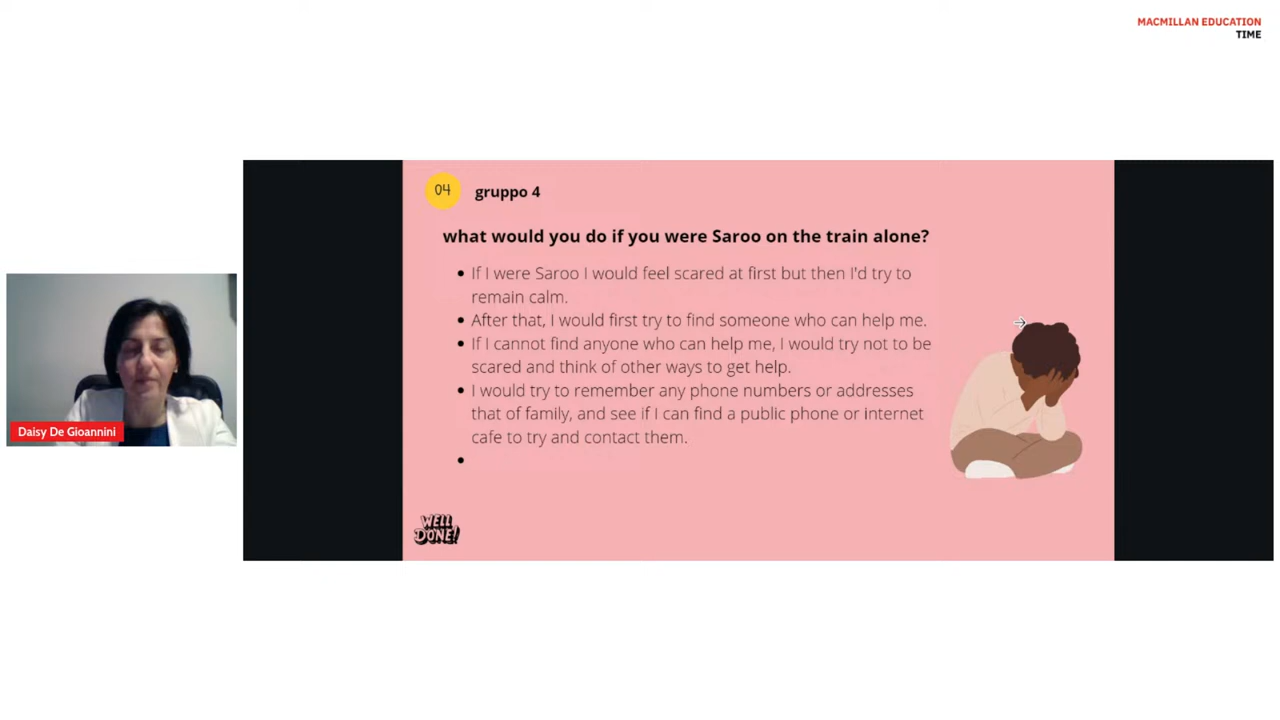 MACMILLAN EDUCATION
TIME
04
gruppo 4
what would you do if you were Saroo on the train alone?
If I were Saroo I would feel scared at first but then I'd try to
remain calm.
After that, I would first try to find someone who can help me.
If I cannot find anyone who can help me, I would try not to be
scared and think of other ways to get help.
I would try to remember any phone numbers or addresses
that of family, and see if I can find a public phone or internet
cafe to try and contact them.
Daisy De Gioannini
WELL
DONE!